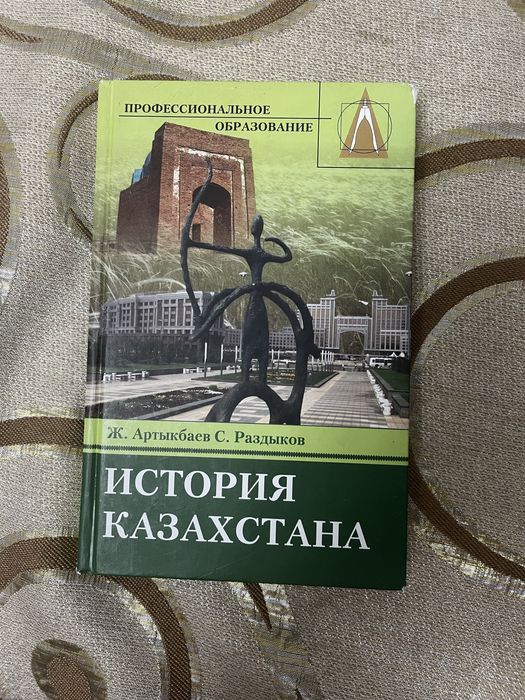 ПРОФЕССИОНАЛЬНОЕ
ОБРАЗОВАНИЕ
Ж. Артыкбаев С. Раздыков
ИСТОРИЯ
КАЗАХСТАНА